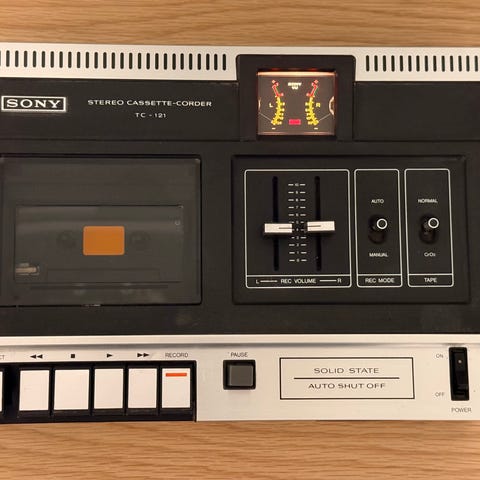 SONY
STEREO CASSETTE-CORDER
TC - 121
L R
AUTO
MANUAL
NORMAL
CrO₂
L REC VOLUME R
REC MODE
TAPE
CT
◀◀ ■ ▶ ▶▶ RECORD
PAUSE
SOLID STATE
AUTO SHUT OFF
ON
OFF
POWER